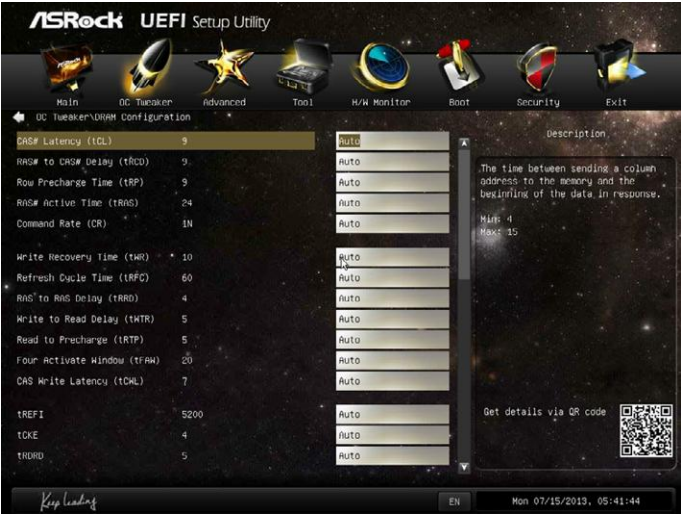 ASRock UEFI Setup Utility
Main OC Tweaker Advanced Tool H/W Monitor Boot Security Exit
OC Tweaker\DRAM Configuration
CAS# Latency (tCL) 9 Auto
RAS# to CAS# Delay (tRCD) 9 Auto
Row Precharge Time (tRP) 9 Auto
RAS# Active Time (tRAS) 24 Auto
Command Rate (CR) 1N Auto
Write Recovery Time (tWR) 10 Auto
Refresh Cycle Time (tRFC) 60 Auto
RAS to RAS Delay (tRRD) 4 Auto
Write to Read Delay (tWTR) 5 Auto
Read to Precharge (tRTP) 5 Auto
Four Activate Window (tFAW) 20 Auto
CAS Write Latency (tCWL) 7 Auto
tREFI 5200 Auto
tCKE 4 Auto
tRDRD 5 Auto
Description
The time between sending a column
address to the memory and the
beginning of the data in response.
Min: 4
Max: 15
Get details via QR code
Keep Leading
EN
Mon 07/15/2013, 05:41:44